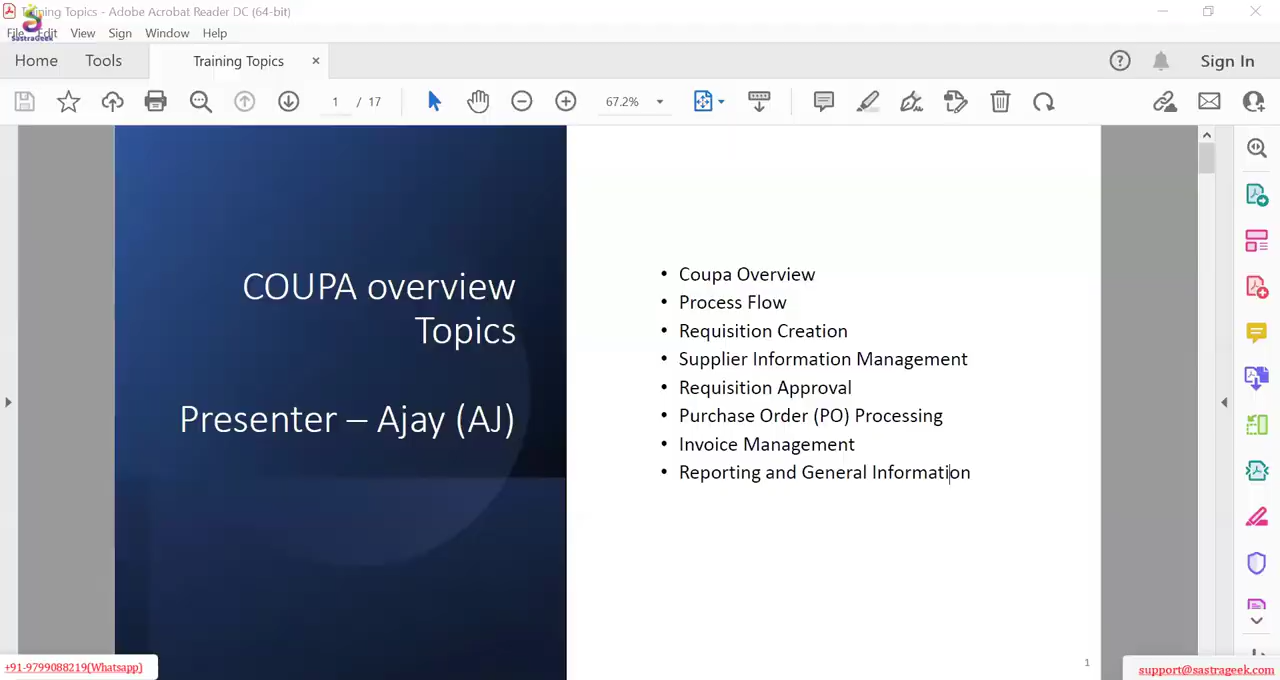 Training Topics - Adobe Acrobat Reader DC (64-bit)
SastraGeek
File Edit View Sign Window Help
Home Tools Training Topics × Sign In
1 / 17 67.2%
COUPA overview
Topics
Presenter – Ajay (AJ)
• Coupa Overview
• Process Flow
• Requisition Creation
• Supplier Information Management
• Requisition Approval
• Purchase Order (PO) Processing
• Invoice Management
• Reporting and General Information
1
+91-9799088219(Whatsapp)
support@sastrageek.com